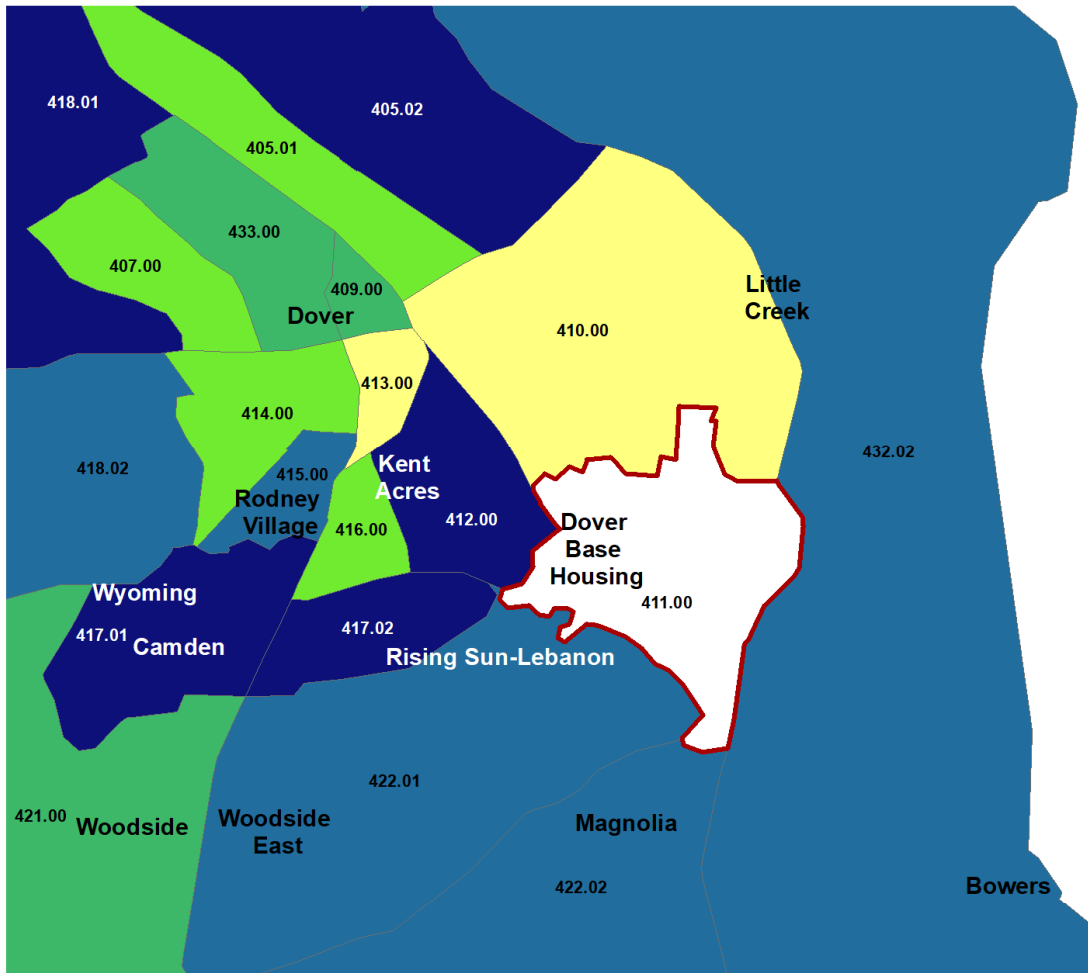 418.01
405.02
405.01
433.00
407.00
409.00
Little
Creek
Dover
410.00
413.00
414.00
432.02
418.02
Kent
Acres
415.00
Rodney
Village
412.00
416.00
Dover
Base
Housing
411.00
Wyoming
417.01
Camden
417.02
Rising Sun-Lebanon
422.01
421.00
Woodside
Woodside
East
Magnolia
422.02
Bowers